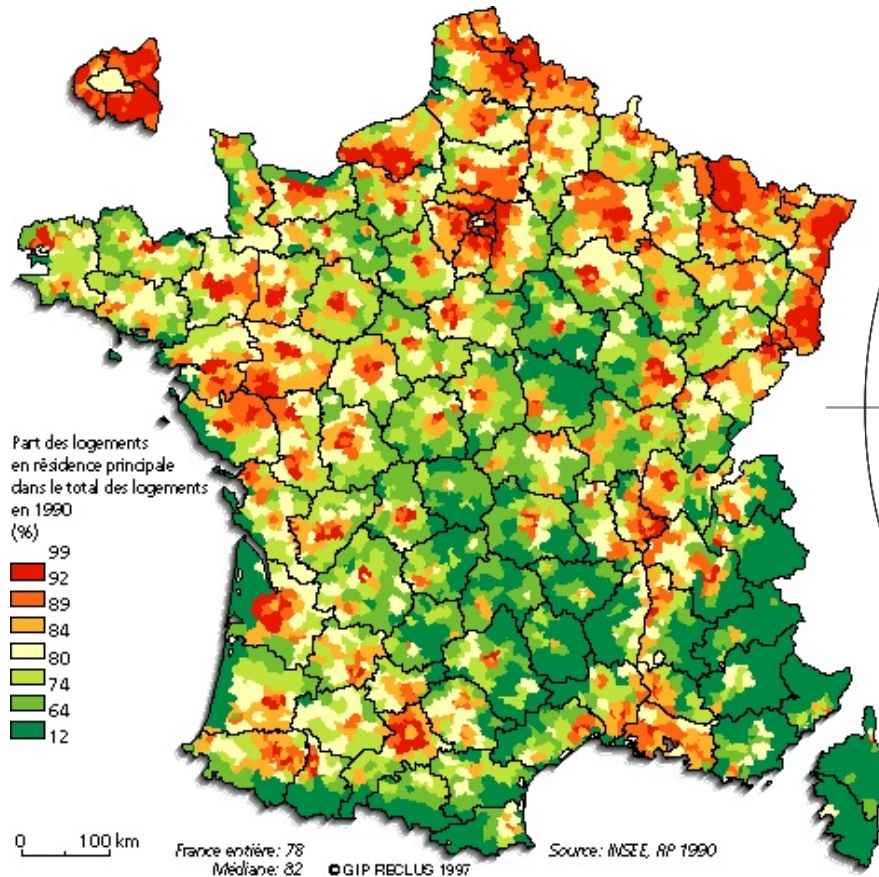 Part des logements
en résidence principale
dans le total des logements
en 1990
(%)
99
92
89
84
80
74
64
12
0 100 km
France entière: 78
Médiane: 82
© GIP RECLUS 1997
Source: INSEE, RP 1990